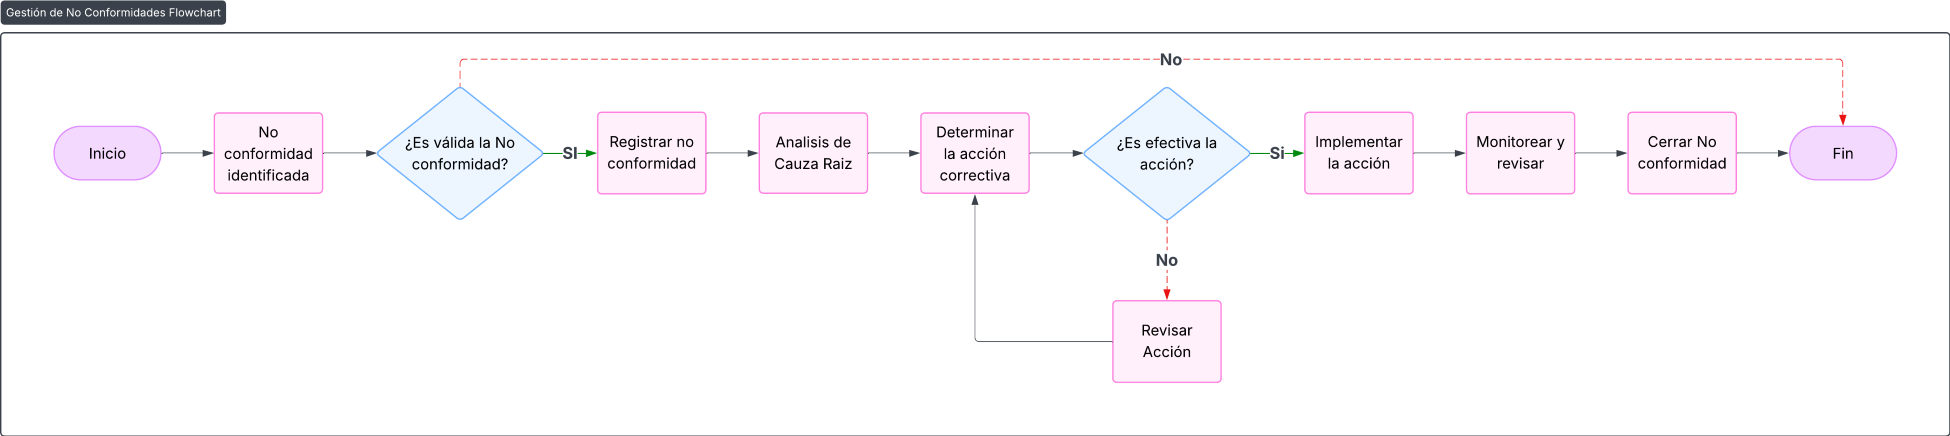 Gestión de No Conformidades Flowchart
No
Inicio
No
conformidad
identificada
¿Es válida la No
conformidad?
SI
Registrar no
conformidad
Analisis de
Cauza Raiz
Determinar
la acción
correctiva
¿Es efectiva la
acción?
Si
Implementar
la acción
Monitorear y
revisar
Cerrar No
conformidad
Fin
No
Revisar
Acción